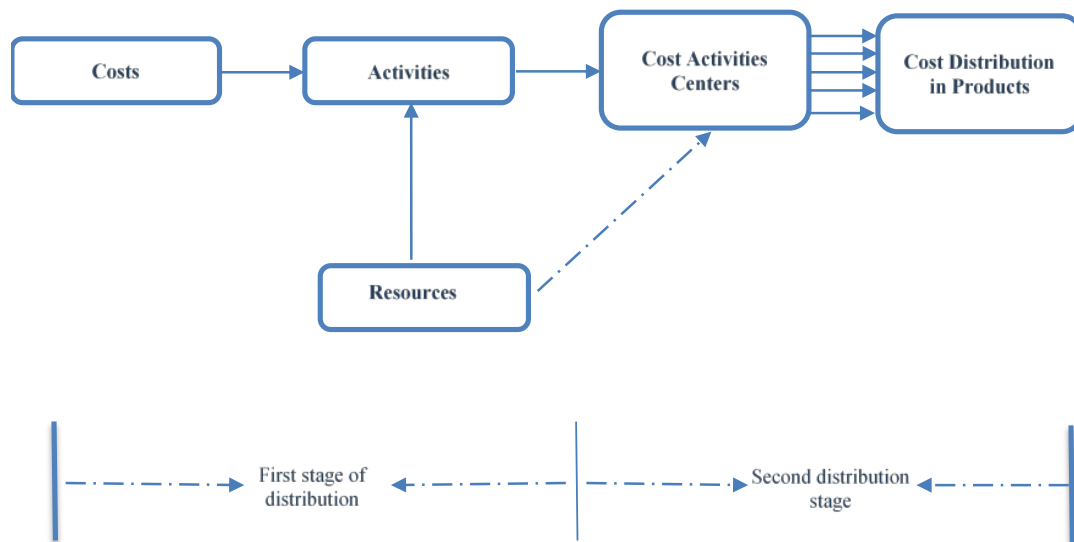 Costs
Activities
Cost Activities
Centers
Cost Distribution
in Products
Resources
First stage of
distribution
Second distribution
stage